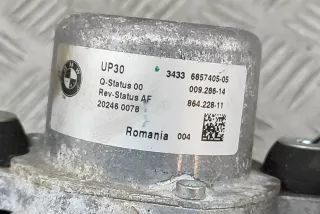 BMW
UP30
3433 6857405-05
Q-Status 00
009.286-14
Rev-Status AF
864.228-11
20246 0078
Romania 004